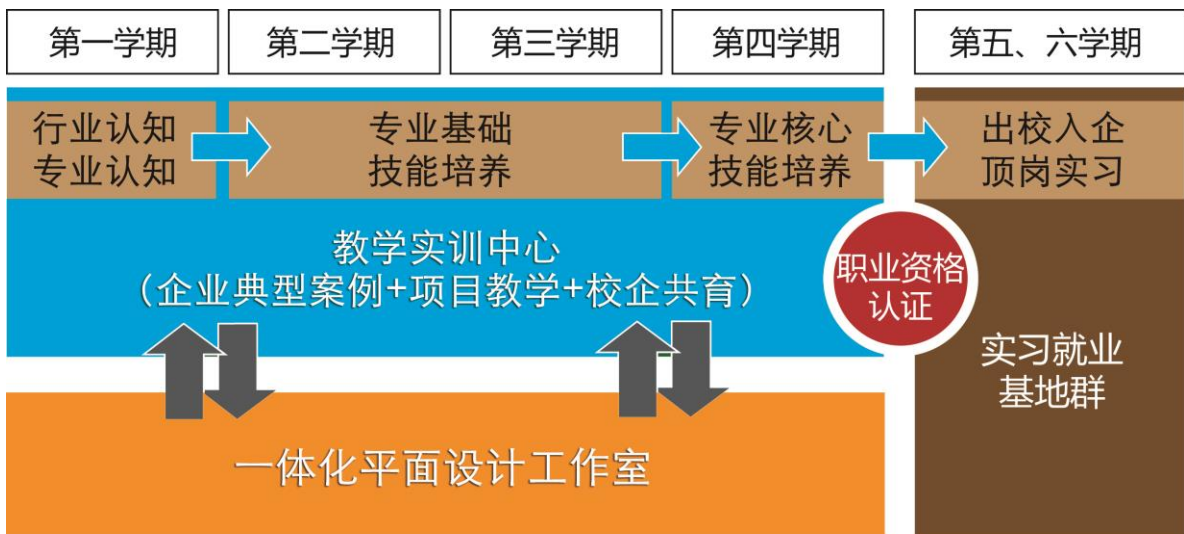 第一学期
第二学期
第三学期
第四学期
第五、六学期
行业认知
专业认知
专业基础
技能培养
专业核心
技能培养
出校入企
顶岗实习
教学实训中心
（企业典型案例+项目教学+校企共育）
职业资格
认证
实习就业
基地群
一体化平面设计工作室